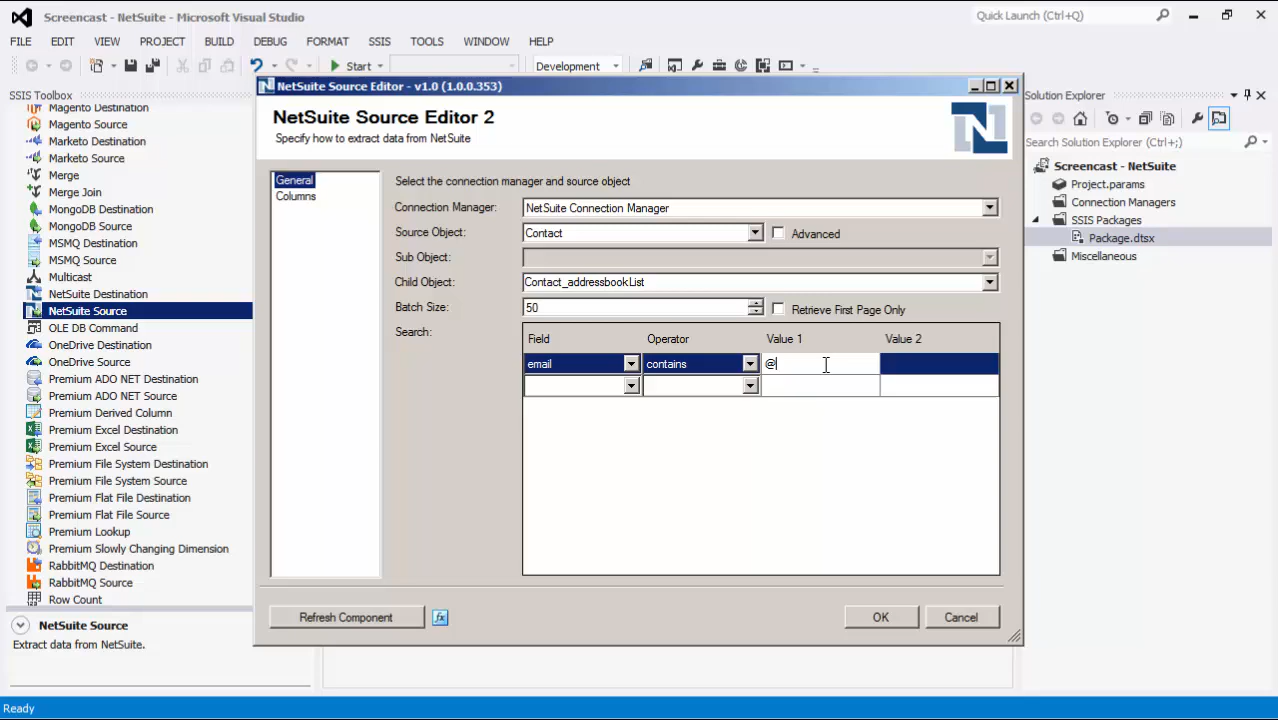 Screencast - NetSuite - Microsoft Visual Studio
Quick Launch (Ctrl+Q)
FILE EDIT VIEW PROJECT BUILD DEBUG FORMAT SSIS TOOLS WINDOW HELP
Start Development
SSIS Toolbox
Magento Destination
Magento Source
Marketo Destination
Marketo Source
Merge
Merge Join
MongoDB Destination
MongoDB Source
MSMQ Destination
MSMQ Source
Multicast
NetSuite Destination
NetSuite Source
OLE DB Command
OneDrive Destination
OneDrive Source
Premium ADO NET Destination
Premium ADO NET Source
Premium Derived Column
Premium Excel Destination
Premium Excel Source
Premium File System Destination
Premium File System Source
Premium Flat File Destination
Premium Flat File Source
Premium Lookup
Premium Slowly Changing Dimension
RabbitMQ Destination
RabbitMQ Source
Row Count
NetSuite Source
Extract data from NetSuite.
NetSuite Source Editor - v1.0 (1.0.0.353)
NetSuite Source Editor 2
Specify how to extract data from NetSuite
General
Columns
Select the connection manager and source object
Connection Manager: NetSuite Connection Manager
Source Object: Contact Advanced
Sub Object:
Child Object: Contact_addressbookList
Batch Size: 50 Retrieve First Page Only
Search:
Field Operator Value 1 Value 2
email contains @
Refresh Component fx OK Cancel
Solution Explorer
Search Solution Explorer (Ctrl+;)
Screencast - NetSuite
Project.params
Connection Managers
SSIS Packages
Package.dtsx
Miscellaneous
Ready